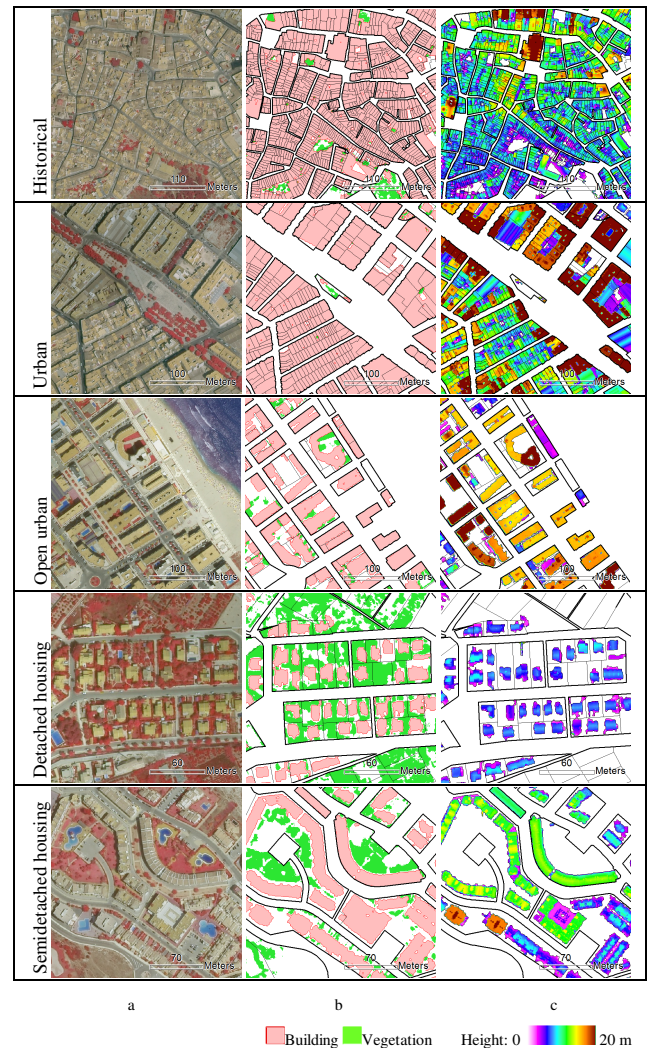 Historical
110
Meters
110
Meters
110
Meters
Urban
100
Meters
100
Meters
100
Meters
Open urban
100
Meters
100
Meters
100
Meters
Detached housing
60
Meters
60
Meters
60
Meters
Semidetached housing
70
Meters
70
Meters
70
Meters
a b c
Building Vegetation Height: 0 20 m